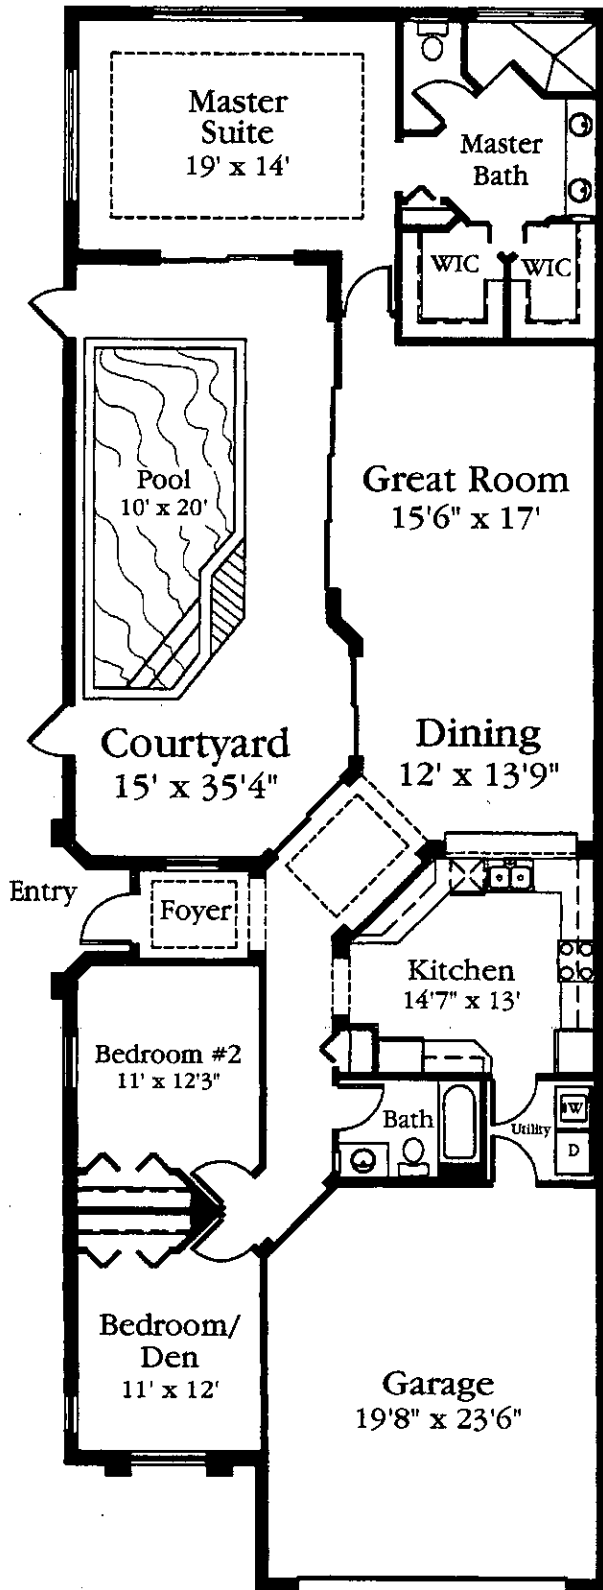 Master
Suite
19' x 14'
Master
Bath
WIC
WIC
Pool
10' x 20'
Great Room
15'6" x 17'
Courtyard
15' x 35'4"
Dining
12' x 13'9"
Entry
Foyer
Kitchen
14'7" x 13'
Bedroom #2
11' x 12'3"
Bath
Utility
W
D
Bedroom/
Den
11' x 12'
Garage
19'8" x 23'6"